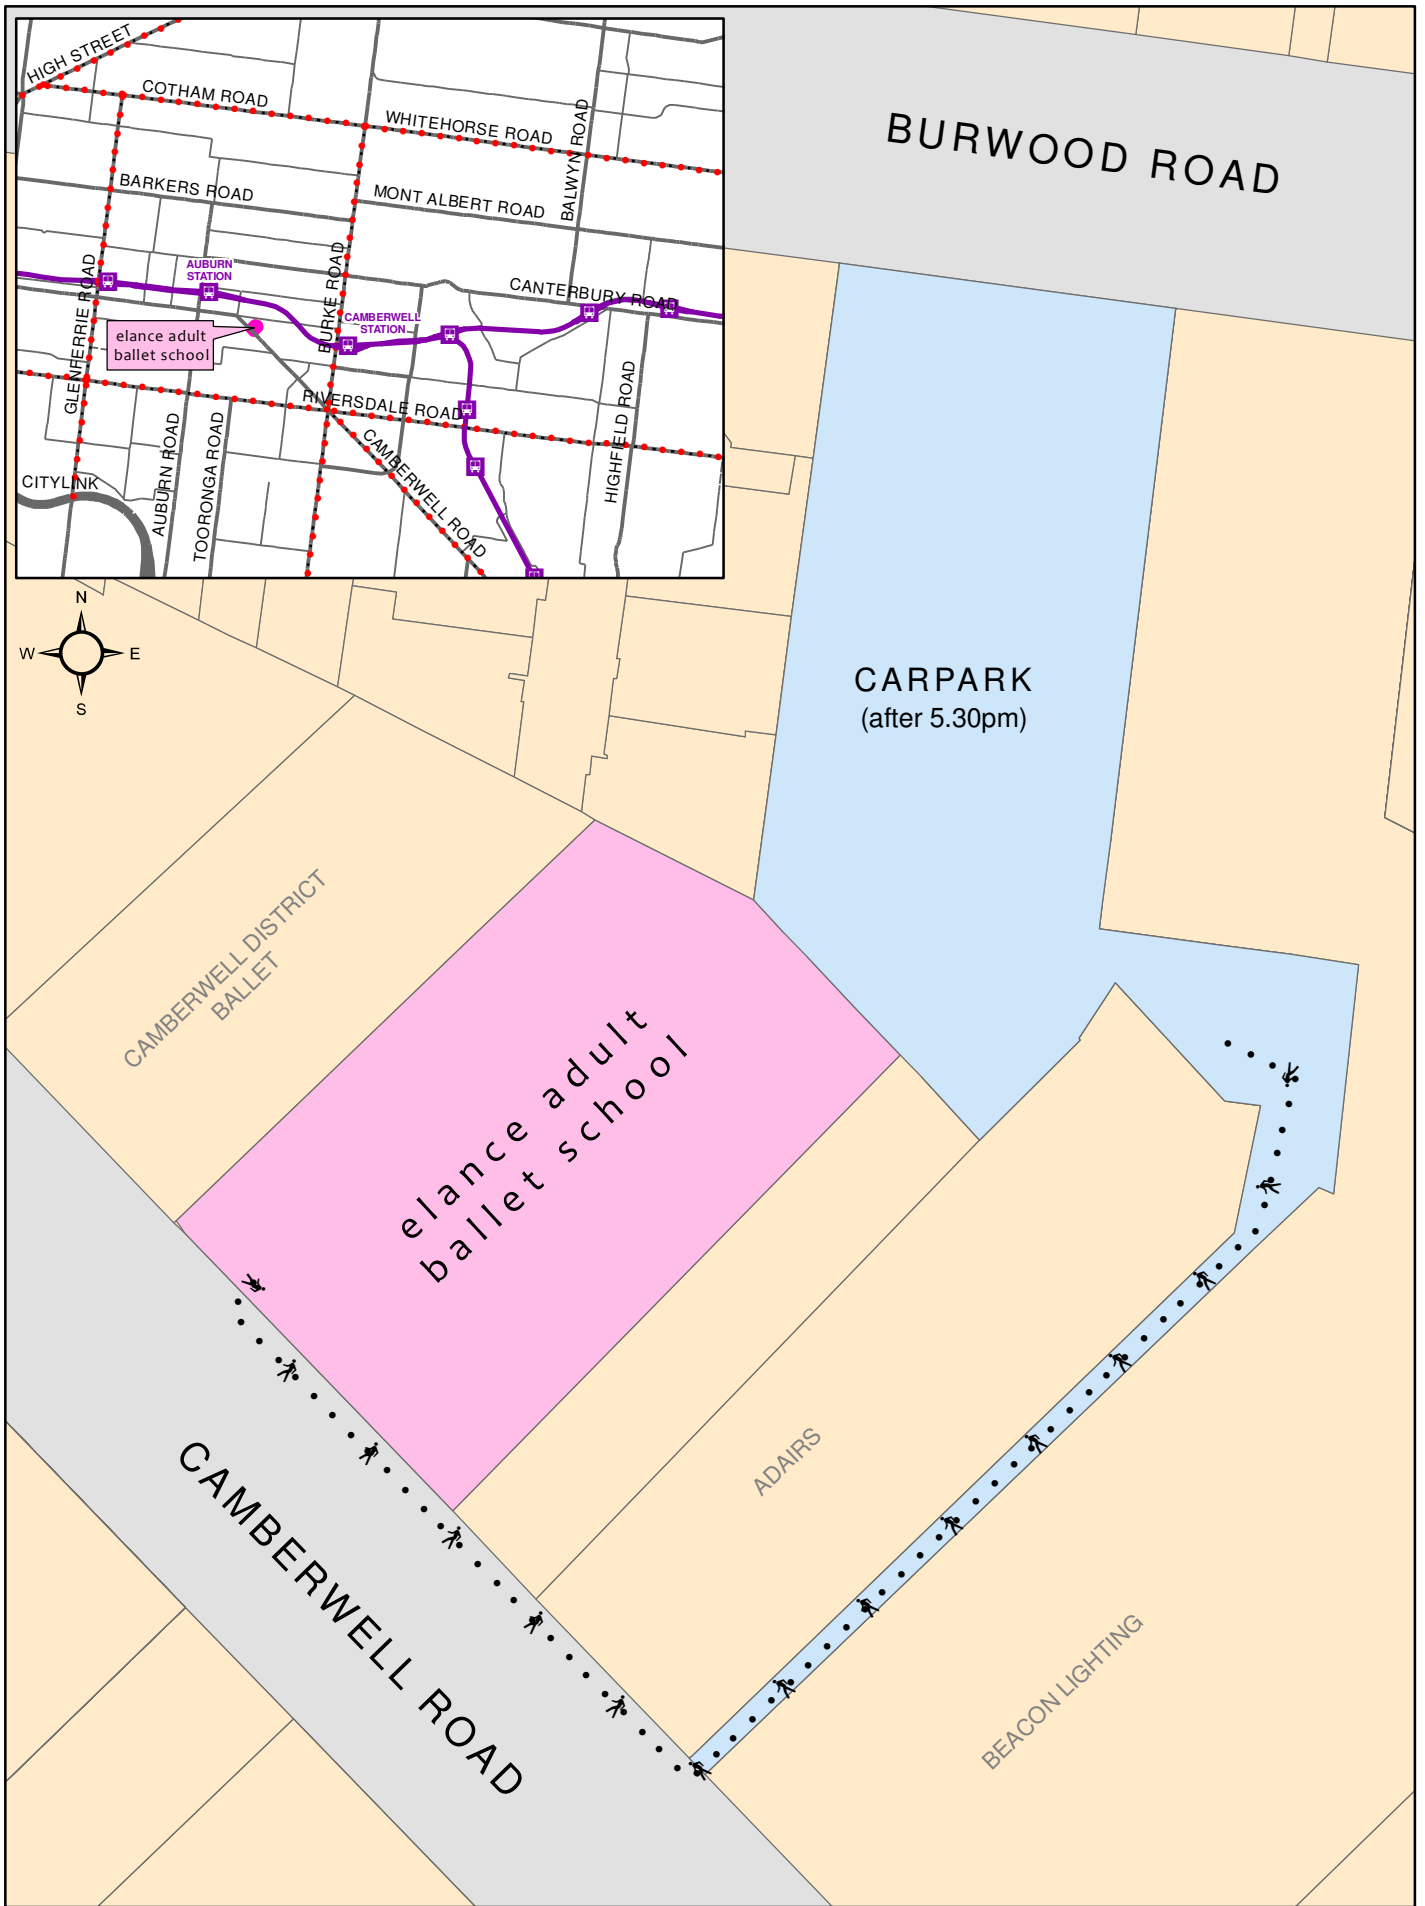 HIGH STREET
COTHAM ROAD
WHITEHORSE ROAD
BALWYN ROAD
BARKERS ROAD
MONT ALBERT ROAD
GLENFERRIE ROAD
AUBURN
STATION
BURKE ROAD
CANTERBURY ROAD
CAMBERWELL
STATION
elance adult
ballet school
RIVERSDALE ROAD
HIGHFIELD ROAD
CAMBERWELL ROAD
AUBURN ROAD
TOORONGA ROAD
CITYLINK
BURWOOD ROAD
N
W
E
S
CARPARK
(after 5.30pm)
CAMBERWELL DISTRICT
BALLET
elance adult
ballet school
ADAIRS
CAMBERWELL ROAD
BEACON LIGHTING